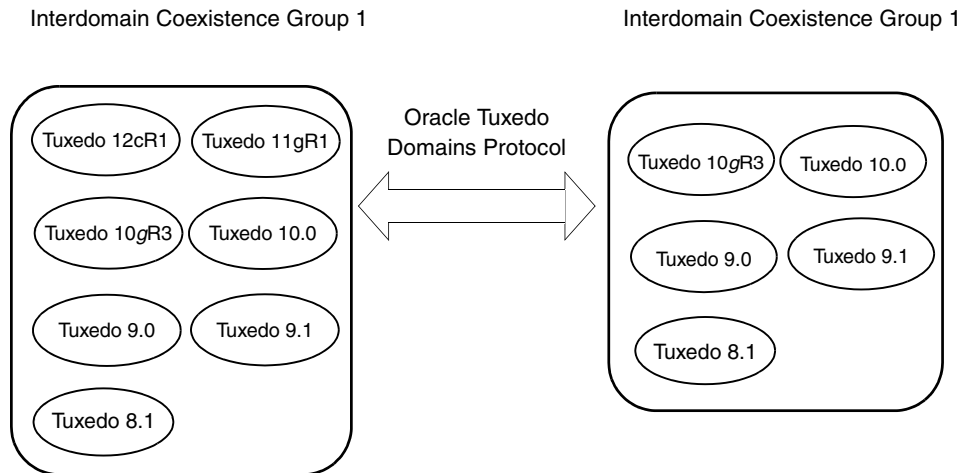 Interdomain Coexistence Group 1
Interdomain Coexistence Group 1
Tuxedo 12cR1
Tuxedo 11gR1
Tuxedo 10gR3
Tuxedo 10.0
Tuxedo 9.0
Tuxedo 9.1
Tuxedo 8.1
Oracle Tuxedo
Domains Protocol
Tuxedo 10gR3
Tuxedo 10.0
Tuxedo 9.0
Tuxedo 9.1
Tuxedo 8.1